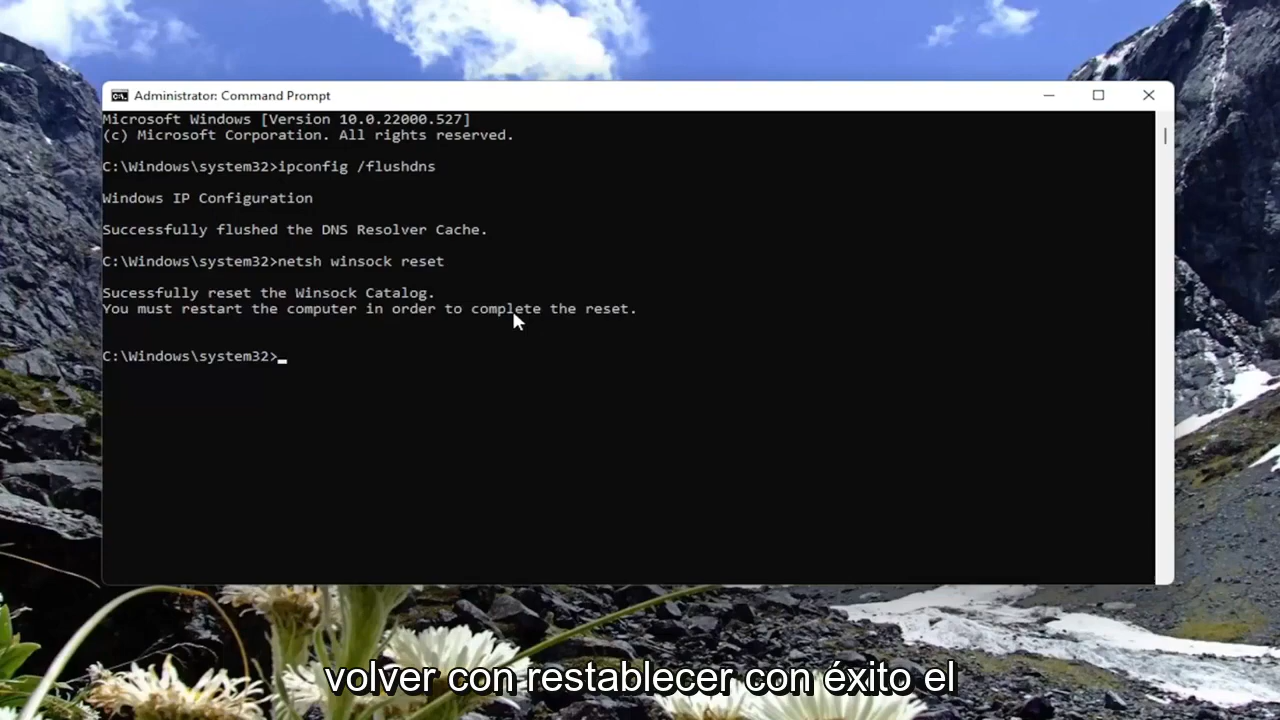 Administrator: Command Prompt
Microsoft Windows [Version 10.0.22000.527]
(c) Microsoft Corporation. All rights reserved.
C:\Windows\system32>ipconfig /flushdns
Windows IP Configuration
Successfully flushed the DNS Resolver Cache.
C:\Windows\system32>netsh winsock reset
Sucessfully reset the Winsock Catalog.
You must restart the computer in order to complete the reset.
C:\Windows\system32>
volver con restablecer con éxito el